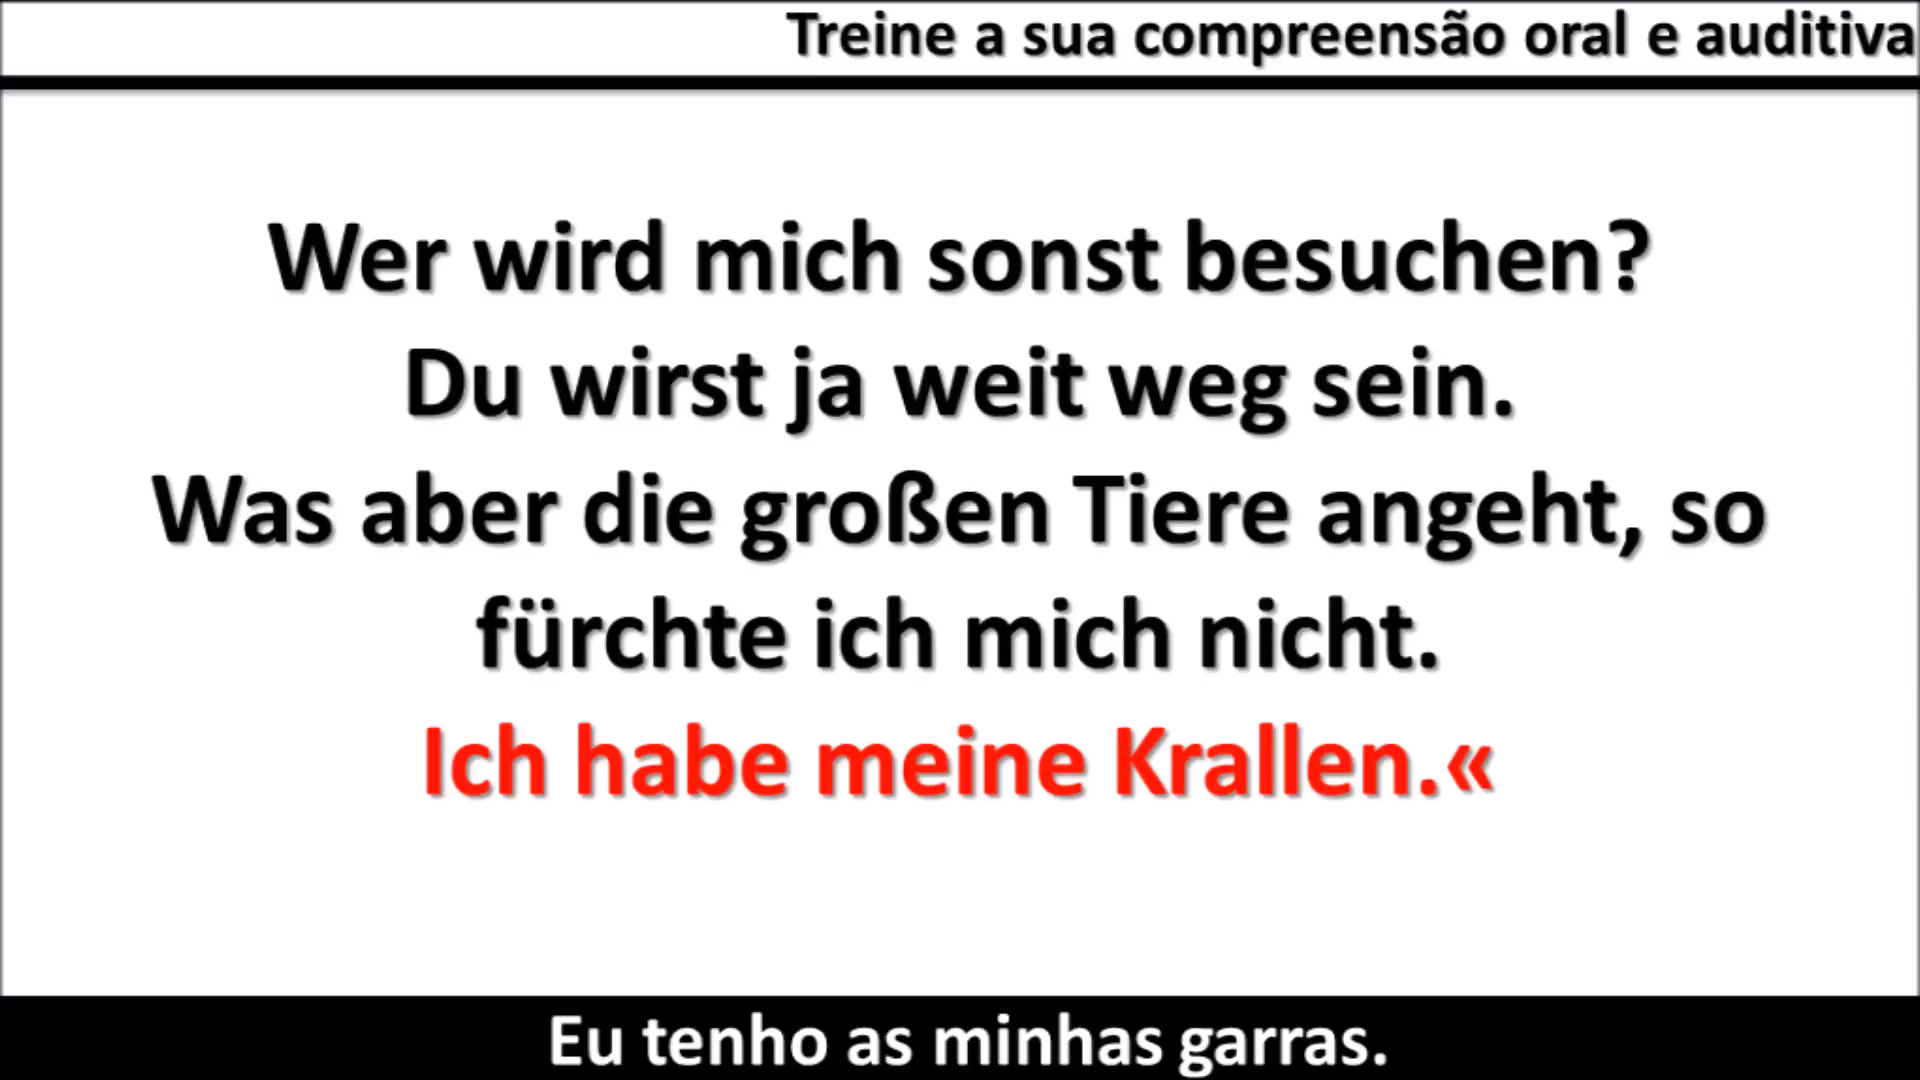 Treine a sua compreensão oral e auditiva
Wer wird mich sonst besuchen?
Du wirst ja weit weg sein.
Was aber die großen Tiere angeht, so
fürchte ich mich nicht.
Ich habe meine Krallen.«
Eu tenho as minhas garras.